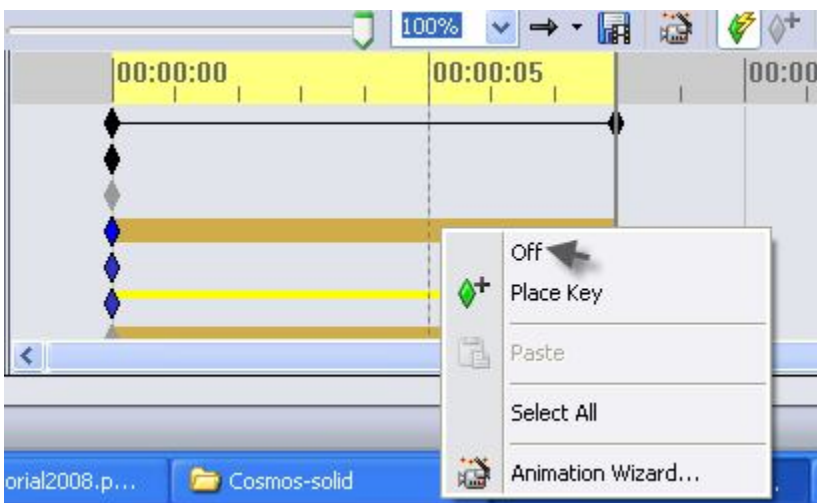 100%
00:00:00 00:00:05 00:00
Off
Place Key
Paste
Select All
Animation Wizard...
orial2008.p... Cosmos-solid